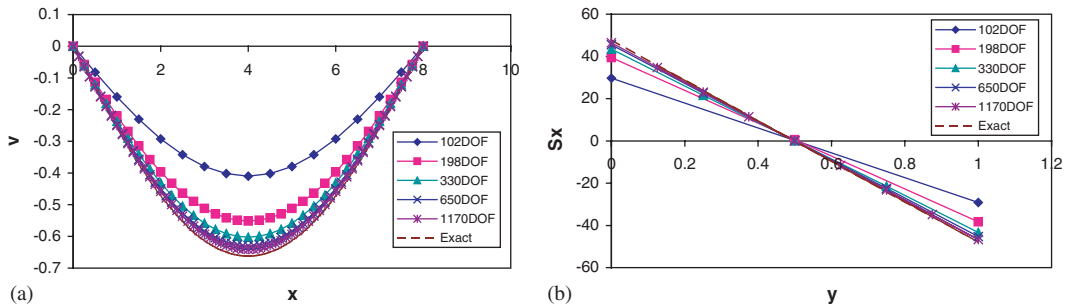 0.1
0
-0.1
-0.2
-0.3
-0.4
-0.5
-0.6
-0.7
0
2
4
6
8
10
v
x
102DOF
198DOF
330DOF
650DOF
1170DOF
Exact
(a)
60
40
20
0
-20
-40
-60
0
0.2
0.4
0.6
0.8
1
1.2
Sx
y
102DOF
198DOF
330DOF
650DOF
1170DOF
Exact
(b)